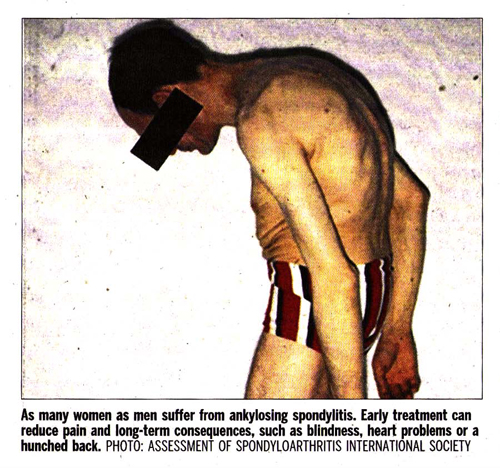 As many women as men suffer from ankylosing spondylitis. Early treatment can
reduce pain and long-term consequences, such as blindness, heart problems or a
hunched back. PHOTO: ASSESSMENT OF SPONDYLOARTHRITIS INTERNATIONAL SOCIETY